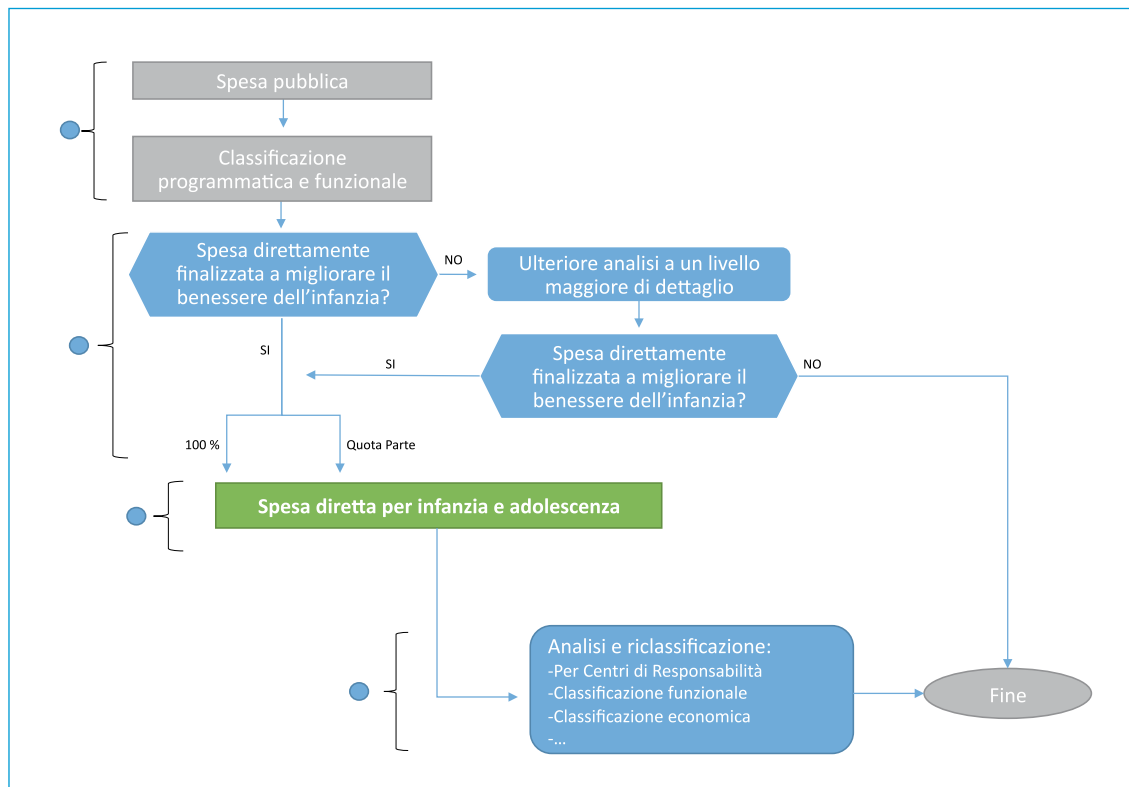 Spesa pubblica
Classificazione
programmatica e funzionale
Spesa direttamente
finalizzata a migliorare il
benessere dell'infanzia?
NO
Ulteriore analisi a un livello
maggiore di dettaglio
SI
SI
Spesa direttamente
finalizzata a migliorare il
benessere dell'infanzia?
NO
100 %
Quota Parte
Spesa diretta per infanzia e adolescenza
Analisi e riclassificazione:
-Per Centri di Responsabilità
-Classificazione funzionale
-Classificazione economica
-...
Fine